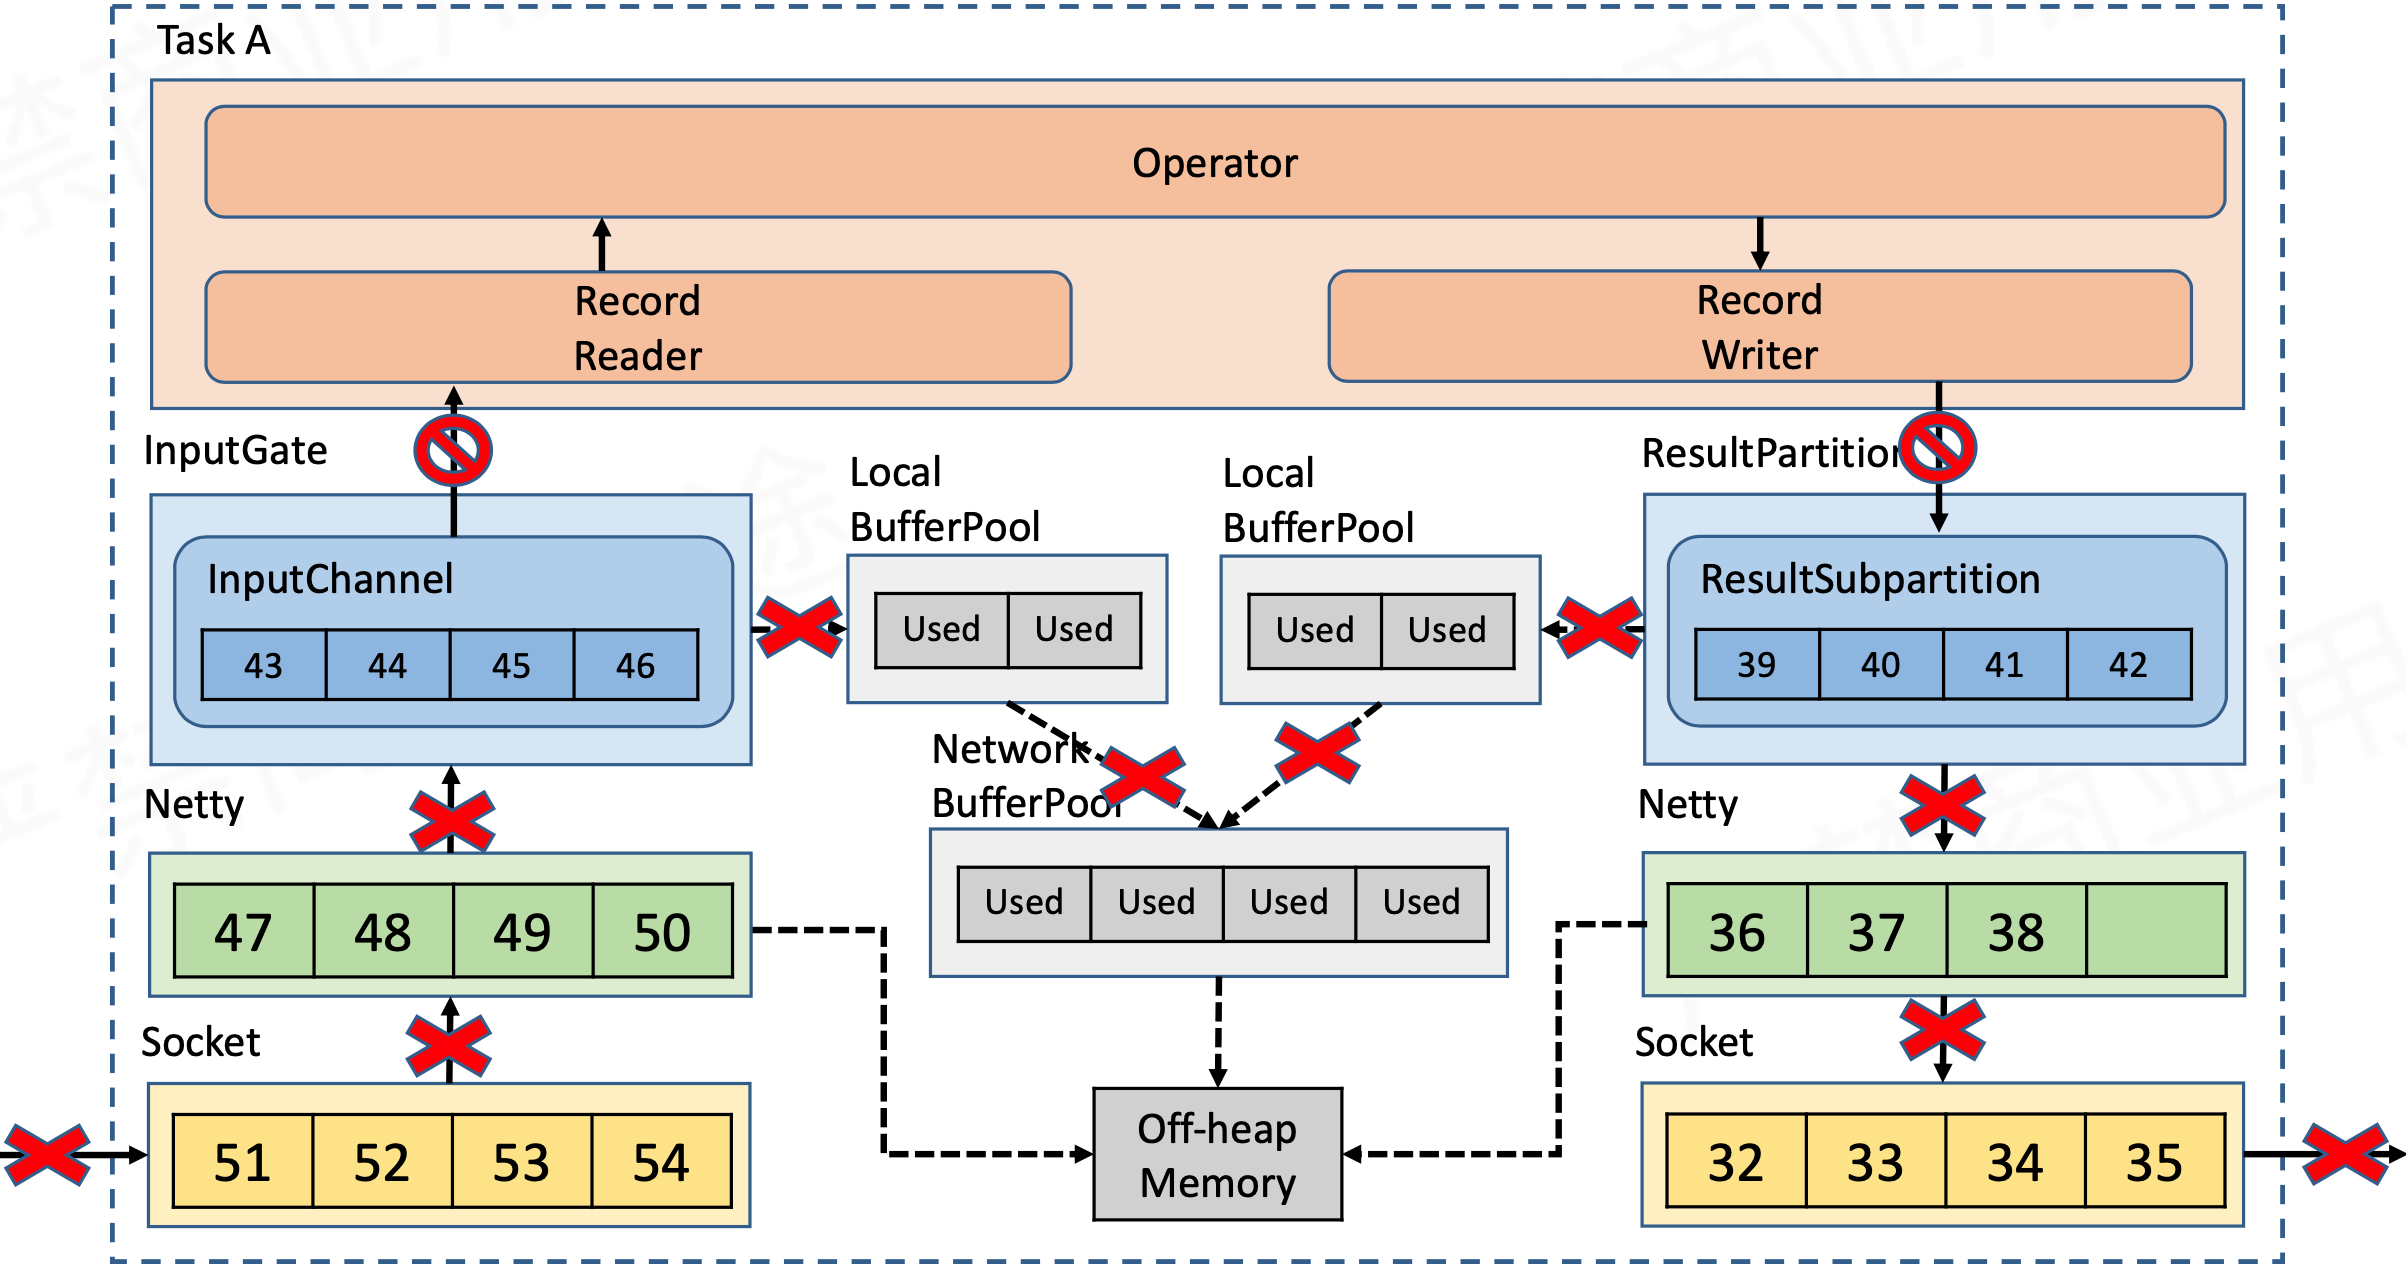 Task A
Operator
Record
Reader
Record
Writer
InputGate
Local
BufferPool
Local
BufferPool
ResultPartition
InputChannel
43 44 45 46
Used Used
Used Used
ResultSubpartition
39 40 41 42
Network
BufferPool
Netty
47 48 49 50
Used Used Used Used
Netty
36 37 38
Socket
51 52 53 54
Off-heap
Memory
Socket
32 33 34 35